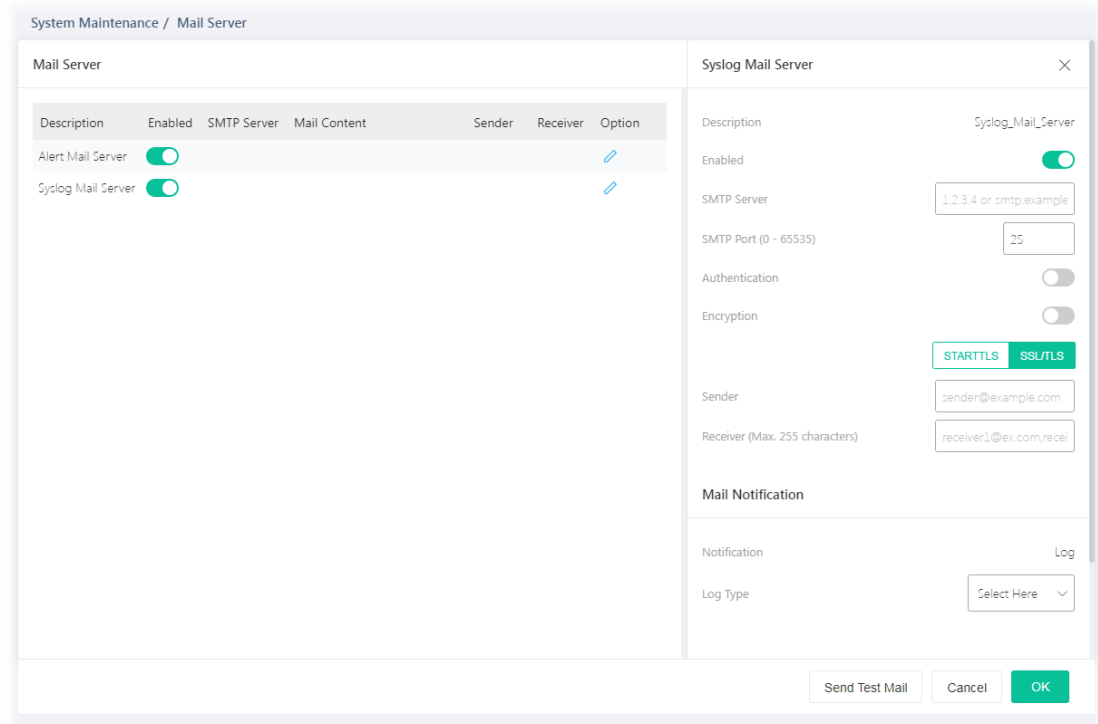 System Maintenance / Mail Server
Mail Server
Description Enabled SMTP Server Mail Content Sender Receiver Option
Alert Mail Server
Syslog Mail Server
Syslog Mail Server
Description Syslog_Mail_Server
Enabled
SMTP Server 1.2.3.4 or smtp.example
SMTP Port (0 - 65535) 25
Authentication
Encryption
STARTTLS SSL/TLS
Sender sender@example.com
Receiver (Max. 255 characters) receiver1@ex.com,recei
Mail Notification
Notification Log
Log Type Select Here
Send Test Mail Cancel OK